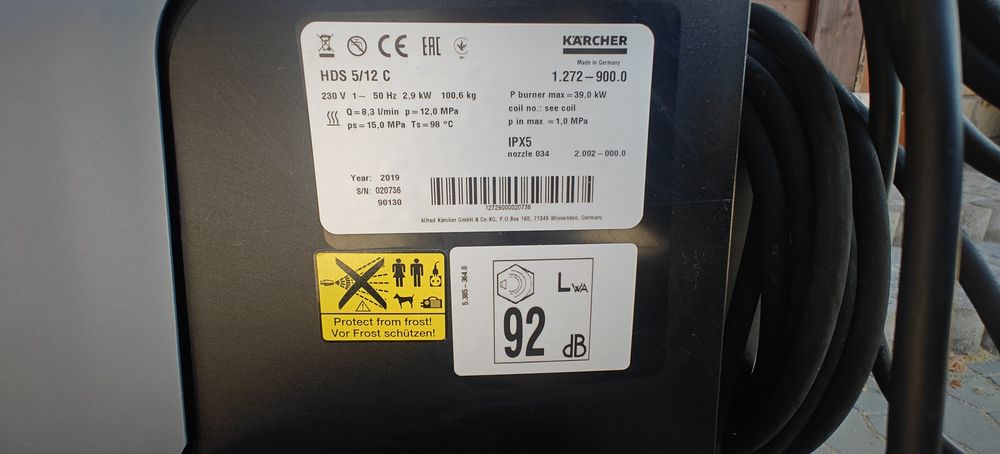 CE EAC
KÄRCHER
Made in Germany
HDS 5/12 C 1.272-900.0
230 V 1~ 50 Hz 2,9 kW 100,6 kg
Q=8,3 l/min p=12,0 MPa
ps=15,0 MPa Ts=98 °C
P burner max =39,0 kW
coil no.: see coil
p in max =1,0 MPa
IPX5
nozzle 034 2.002-000.0
Year: 2019
S/N: 020736
90130
12729000020736
Alfred Kärcher GmbH & Co.KG, P.O.Box 160, 71349 Winnenden, Germany
Protect from frost!
Vor Frost schützen!
5.385-364.0
LWA
92 dB